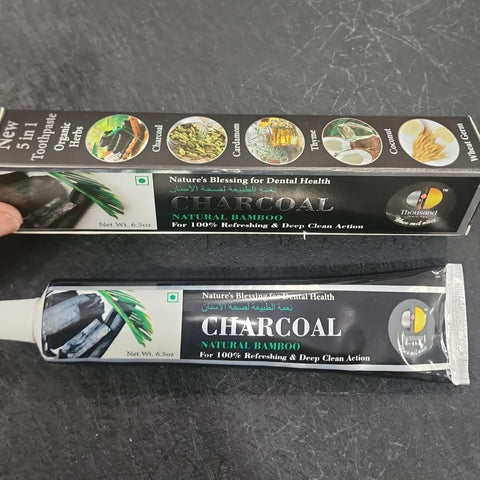 New
5 in 1
Toothpaste
Organic
Herbs
Charcoal
Cardamom
Thyme
Coconut
Wheat Germ
Nature's Blessing for Dental Health
نعمة الطبيعة لصحة الأسنان
CHARCOAL
NATURAL BAMBOO
For 100% Refreshing & Deep Clean Action
Net Wt. 6.5oz
Thousand
TM
Nature's Blessing for Dental Health
نعمة الطبيعة لصحة الأسنان
CHARCOAL
NATURAL BAMBOO
For 100% Refreshing & Deep Clean Action
Net Wt. 6.5oz
Thousand